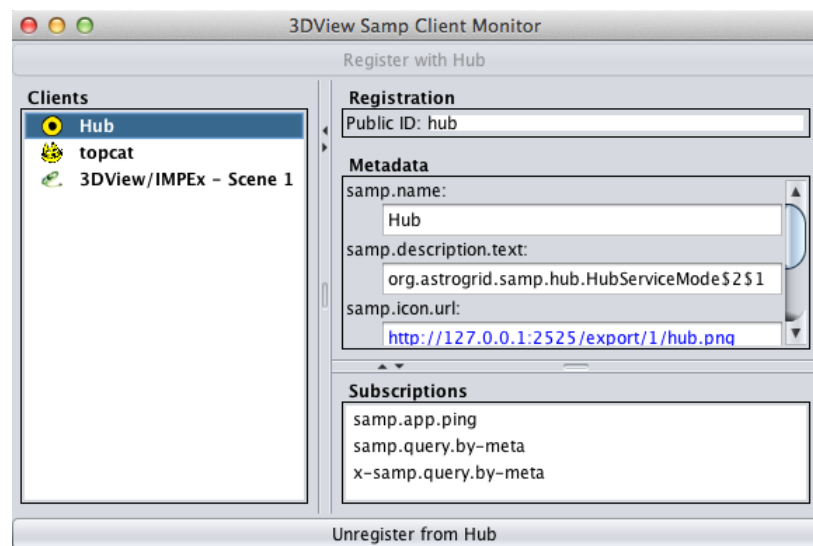 3DView Samp Client Monitor
Register with Hub
Clients
Hub
topcat
3DView/IMPEx - Scene 1
Registration
Public ID: hub
Metadata
samp.name:
Hub
samp.description.text:
org.astrogrid.samp.hub.HubServiceMode$2$1
samp.icon.url:
http://127.0.0.1:2525/export/1/hub.png
Subscriptions
samp.app.ping
samp.query.by-meta
x-samp.query.by-meta
Unregister from Hub